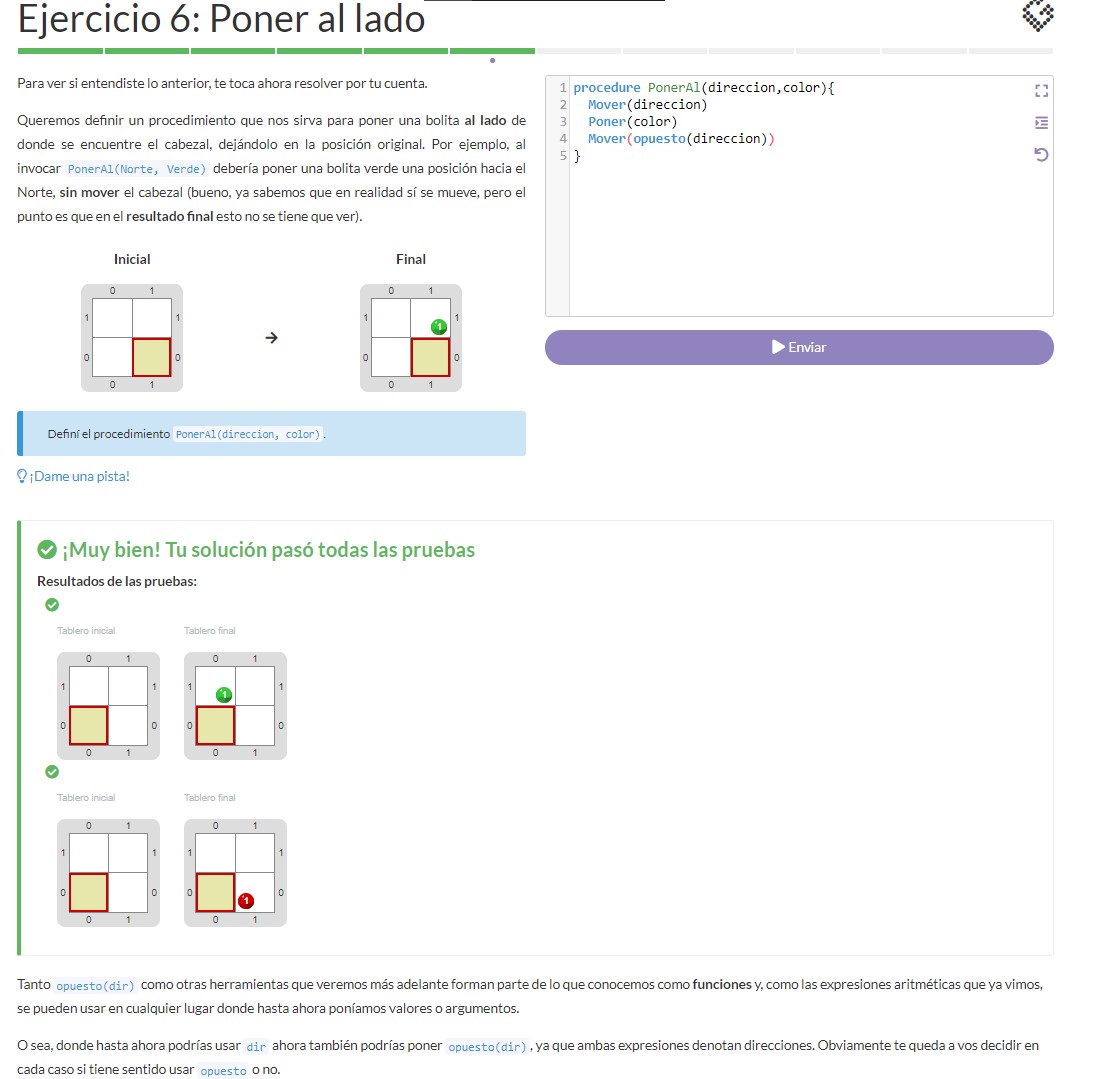 Ejercicio 6: Poner al lado
Para ver si entendiste lo anterior, te toca ahora resolver por tu cuenta.
Queremos definir un procedimiento que nos sirva para poner una bolita al lado de
donde se encuentre el cabezal, dejándolo en la posición original. Por ejemplo, al
invocar PonerAl(Norte, Verde) debería poner una bolita verde una posición hacia el
Norte, sin mover el cabezal (bueno, ya sabemos que en realidad sí se mueve, pero el
punto es que en el resultado final esto no se tiene que ver).
Inicial Final
0 1 0 1
1 1 1 1 1
0 0 0 0
0 1 0 1
Definí el procedimiento PonerAl(direccion, color).
¡Dame una pista!
1 procedure PonerAl(direccion,color){
2 Mover(direccion)
3 Poner(color)
4 Mover(opuesto(direccion))
5 }
Enviar
¡Muy bien! Tu solución pasó todas las pruebas
Resultados de las pruebas:
Tablero inicial Tablero final
0 1 0 1
1 1 1 1 1
0 0 0 0
0 1 0 1
Tablero inicial Tablero final
0 1 0 1
1 1 1 1
0 0 0 1 0
0 1 0 1
Tanto opuesto(dir) como otras herramientas que veremos más adelante forman parte de lo que conocemos como funciones y, como las expresiones aritméticas que ya vimos,
se pueden usar en cualquier lugar donde hasta ahora poníamos valores o argumentos.
O sea, donde hasta ahora podrías usar dir ahora también podrías poner opuesto(dir) , ya que ambas expresiones denotan direcciones. Obviamente te queda a vos decidir en
cada caso si tiene sentido usar opuesto o no.